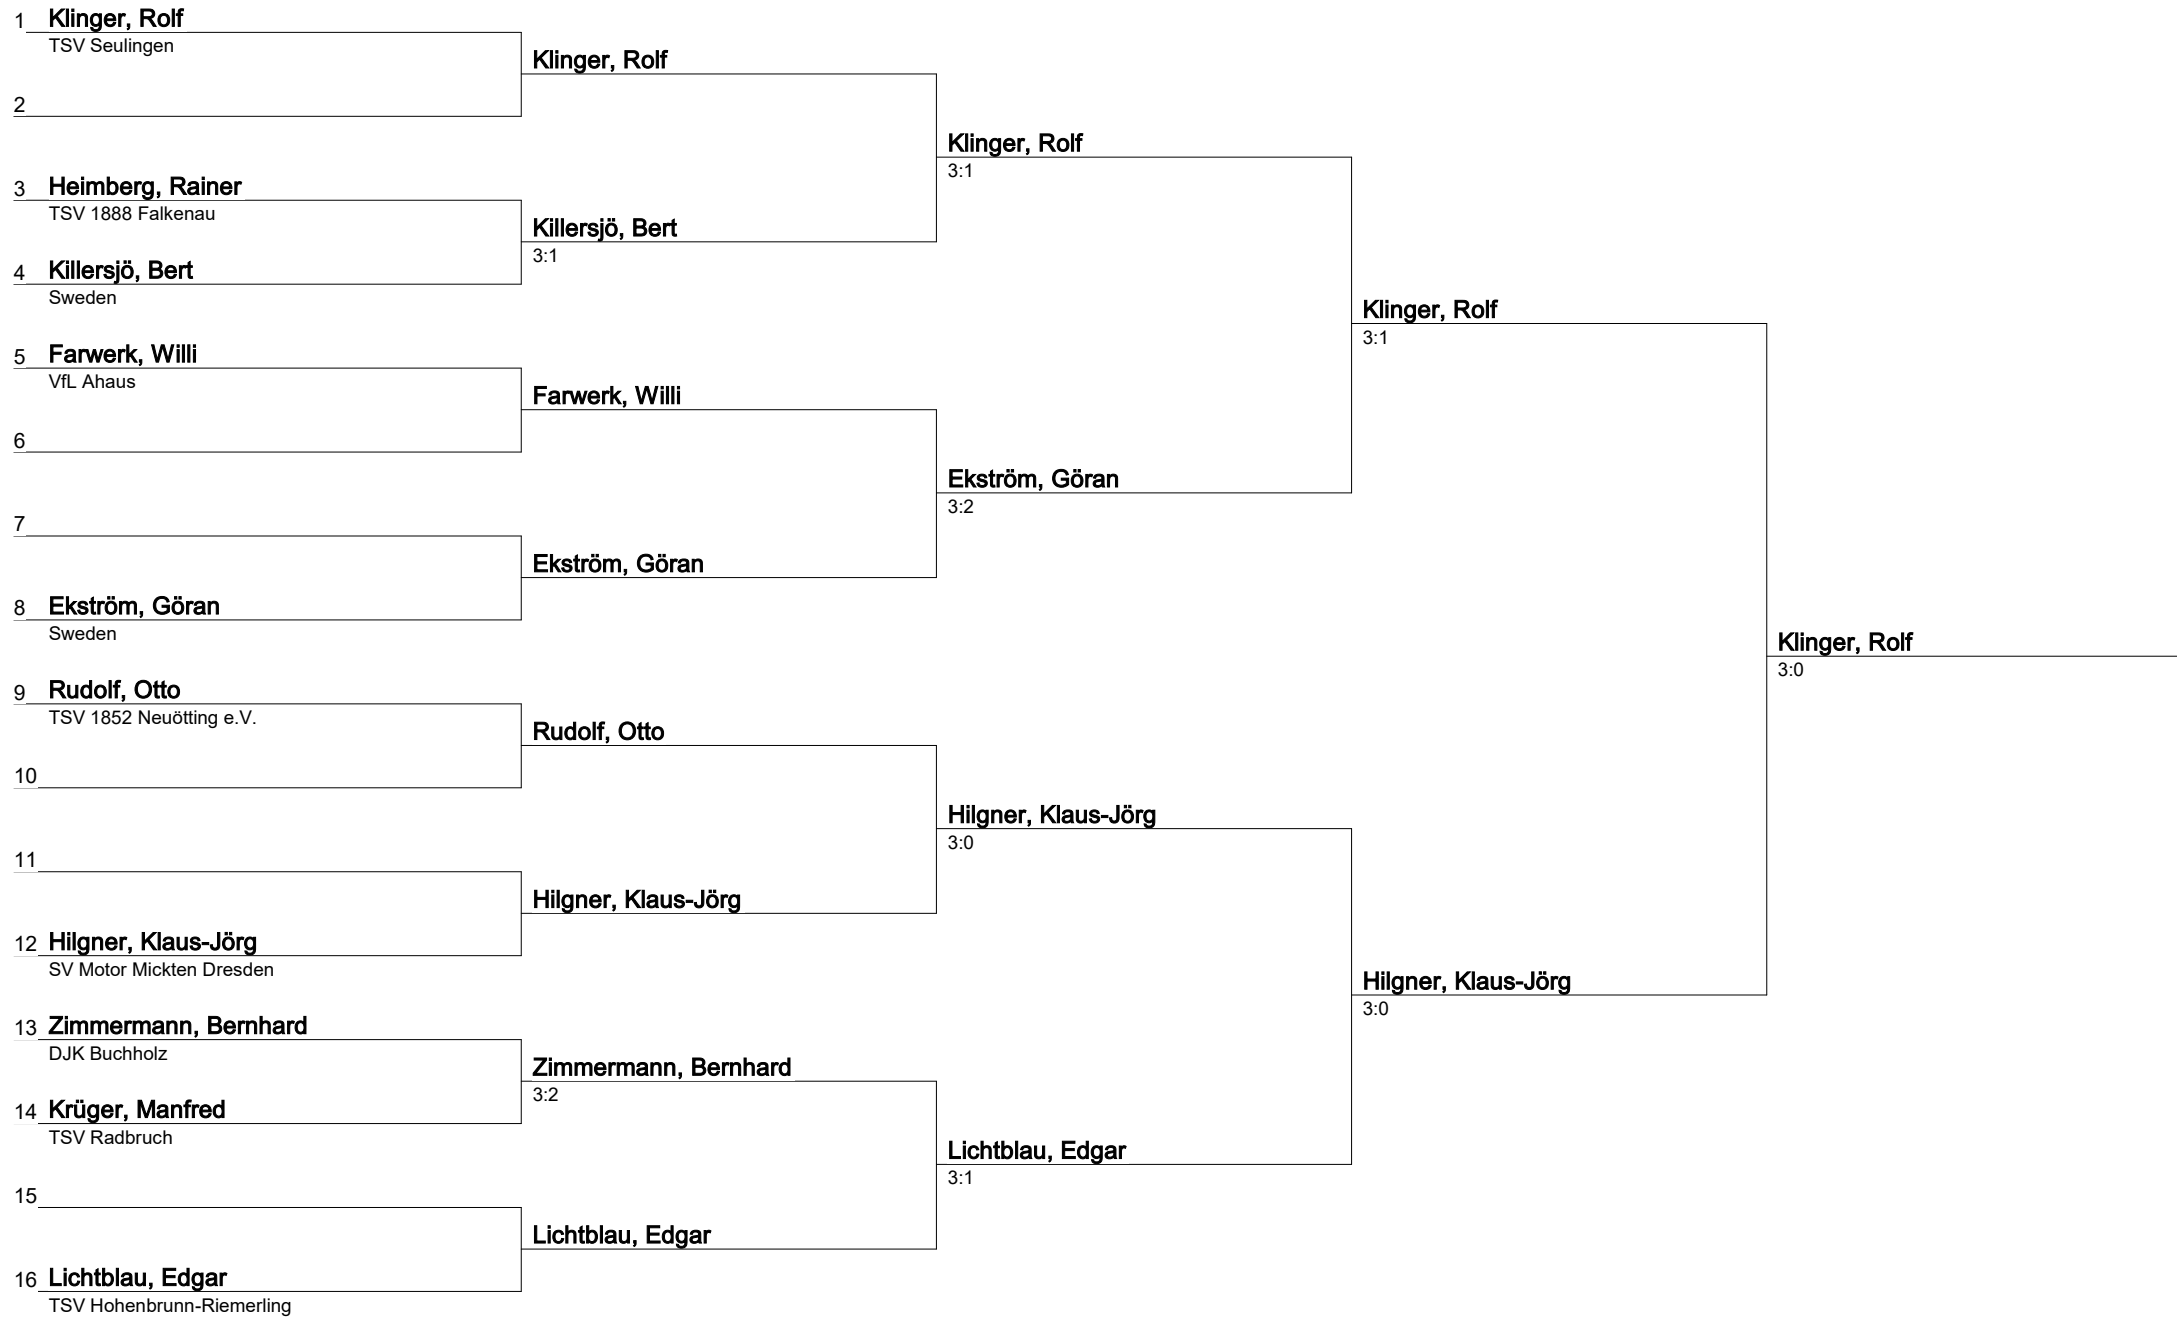 1 Klinger, Rolf
TSV Seulingen
Klinger, Rolf
2
Klinger, Rolf
3:1
3 Heimberg, Rainer
TSV 1888 Falkenau
Killersjö, Bert
3:1
4 Killersjö, Bert
Sweden
Klinger, Rolf
3:1
5 Farwerk, Willi
VfL Ahaus
Farwerk, Willi
6
Ekström, Göran
3:2
7
Ekström, Göran
8 Ekström, Göran
Sweden
Klinger, Rolf
3:0
9 Rudolf, Otto
TSV 1852 Neuötting e.V.
Rudolf, Otto
10
Hilgner, Klaus-Jörg
3:0
11
Hilgner, Klaus-Jörg
12 Hilgner, Klaus-Jörg
SV Motor Mickten Dresden
Hilgner, Klaus-Jörg
3:0
13 Zimmermann, Bernhard
DJK Buchholz
Zimmermann, Bernhard
3:2
14 Krüger, Manfred
TSV Radbruch
Lichtblau, Edgar
3:1
15
Lichtblau, Edgar
16 Lichtblau, Edgar
TSV Hohenbrunn-Riemerling